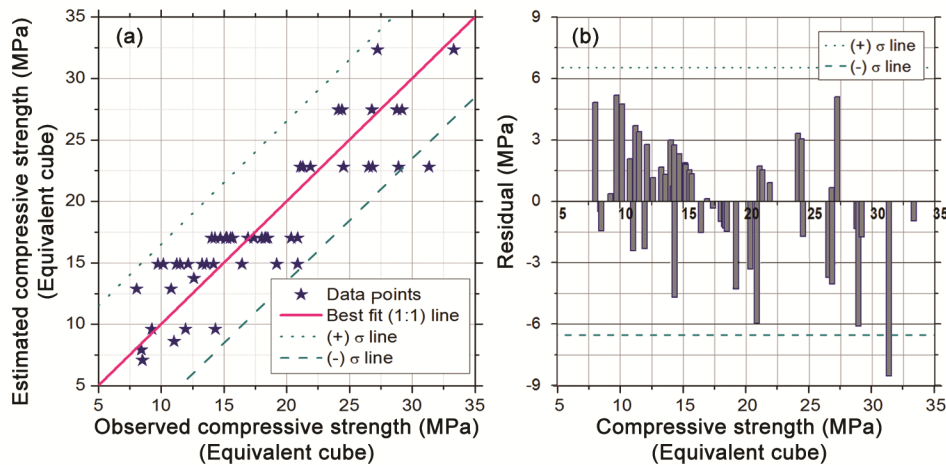 Estimated compressive strength (MPa)
(Equivalent cube)
35
30
25
20
15
10
5
(a)
Data points
Best fit (1:1) line
(+) σ line
(-) σ line
5 10 15 20 25 30 35
Observed compressive strength (MPa)
(Equivalent cube)
Residual (MPa)
9
6
3
0
-3
-6
-9
(b)
(+) σ line
(-) σ line
5 10 15 20 25 30 35
5 10 15 20 25 30 35
Compressive strength (MPa)
(Equivalent cube)